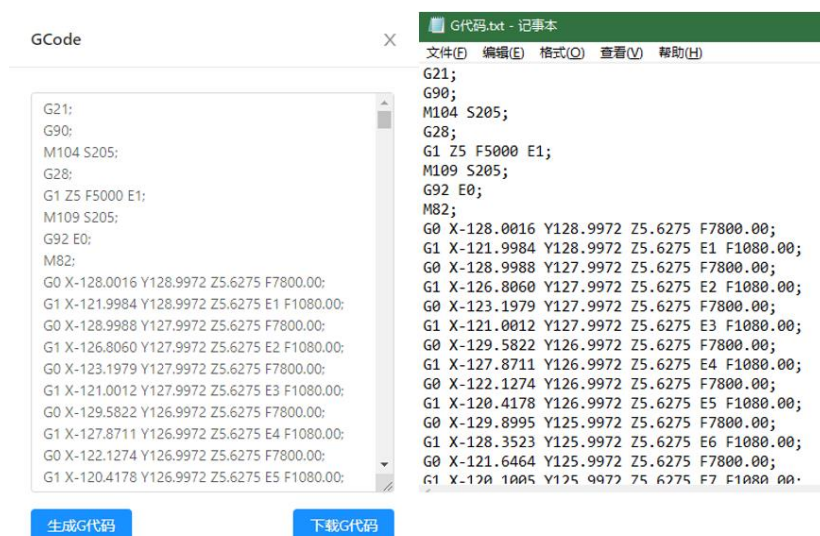 GCode
G21;
G90;
M104 S205;
G28;
G1 Z5 F5000 E1;
M109 S205;
G92 E0;
M82;
G0 X-128.0016 Y128.9972 Z5.6275 F7800.00;
G1 X-121.9984 Y128.9972 Z5.6275 E1 F1080.00;
G0 X-128.9988 Y127.9972 Z5.6275 F7800.00;
G1 X-126.8060 Y127.9972 Z5.6275 E2 F1080.00;
G0 X-123.1979 Y127.9972 Z5.6275 F7800.00;
G1 X-121.0012 Y127.9972 Z5.6275 E3 F1080.00;
G0 X-129.5822 Y126.9972 Z5.6275 F7800.00;
G1 X-127.8711 Y126.9972 Z5.6275 E4 F1080.00;
G0 X-122.1274 Y126.9972 Z5.6275 F7800.00;
G1 X-120.4178 Y126.9972 Z5.6275 E5 F1080.00;
生成G代码
下载G代码
G代码.txt - 记事本
文件(F) 编辑(E) 格式(O) 查看(V) 帮助(H)
G21;
G90;
M104 S205;
G28;
G1 Z5 F5000 E1;
M109 S205;
G92 E0;
M82;
G0 X-128.0016 Y128.9972 Z5.6275 F7800.00;
G1 X-121.9984 Y128.9972 Z5.6275 E1 F1080.00;
G0 X-128.9988 Y127.9972 Z5.6275 F7800.00;
G1 X-126.8060 Y127.9972 Z5.6275 E2 F1080.00;
G0 X-123.1979 Y127.9972 Z5.6275 F7800.00;
G1 X-121.0012 Y127.9972 Z5.6275 E3 F1080.00;
G0 X-129.5822 Y126.9972 Z5.6275 F7800.00;
G1 X-127.8711 Y126.9972 Z5.6275 E4 F1080.00;
G0 X-122.1274 Y126.9972 Z5.6275 F7800.00;
G1 X-120.4178 Y126.9972 Z5.6275 E5 F1080.00;
G0 X-129.8995 Y125.9972 Z5.6275 F7800.00;
G1 X-128.3523 Y125.9972 Z5.6275 E6 F1080.00;
G0 X-121.6464 Y125.9972 Z5.6275 F7800.00;
G1 X-120.1005 Y125.9972 Z5.6275 E7 F1080.00;